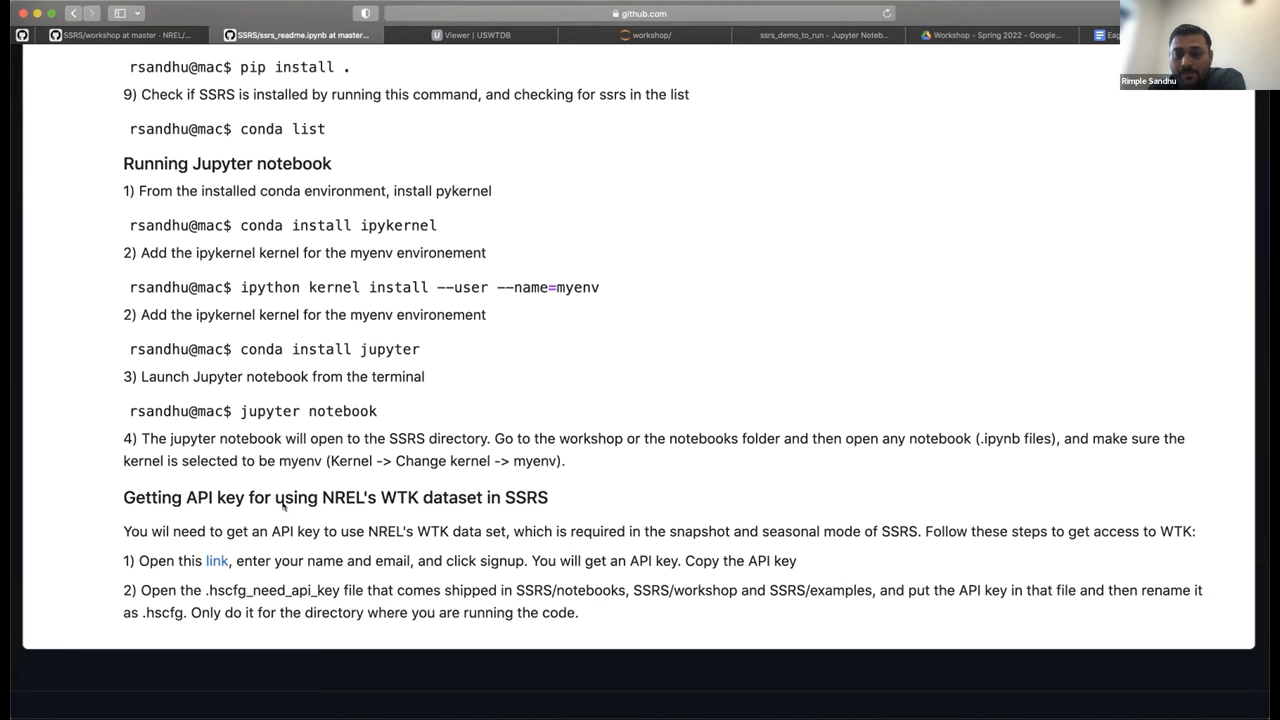 github.com
SSRS/workshop at master · NREL/...
SSRS/ssrs_readme.ipynb at master...
Viewer | USWTDB
workshop/
ssrs_demo_to_run - Jupyter Noteb...
Workshop - Spring 2022 - Google...
Eag
Rimple Sandhu
rsandhu@mac$ pip install .
9) Check if SSRS is installed by running this command, and checking for ssrs in the list
rsandhu@mac$ conda list
Running Jupyter notebook
1) From the installed conda environment, install pykernel
rsandhu@mac$ conda install ipykernel
2) Add the ipykernel kernel for the myenv environement
rsandhu@mac$ ipython kernel install --user --name=myenv
2) Add the ipykernel kernel for the myenv environement
rsandhu@mac$ conda install jupyter
3) Launch Jupyter notebook from the terminal
rsandhu@mac$ jupyter notebook
4) The jupyter notebook will open to the SSRS directory. Go to the workshop or the notebooks folder and then open any notebook (.ipynb files), and make sure the
kernel is selected to be myenv (Kernel -> Change kernel -> myenv).
Getting API key for using NREL's WTK dataset in SSRS
You wil need to get an API key to use NREL's WTK data set, which is required in the snapshot and seasonal mode of SSRS. Follow these steps to get access to WTK:
1) Open this link, enter your name and email, and click signup. You will get an API key. Copy the API key
2) Open the .hscfg_need_api_key file that comes shipped in SSRS/notebooks, SSRS/workshop and SSRS/examples, and put the API key in that file and then rename it
as .hscfg. Only do it for the directory where you are running the code.